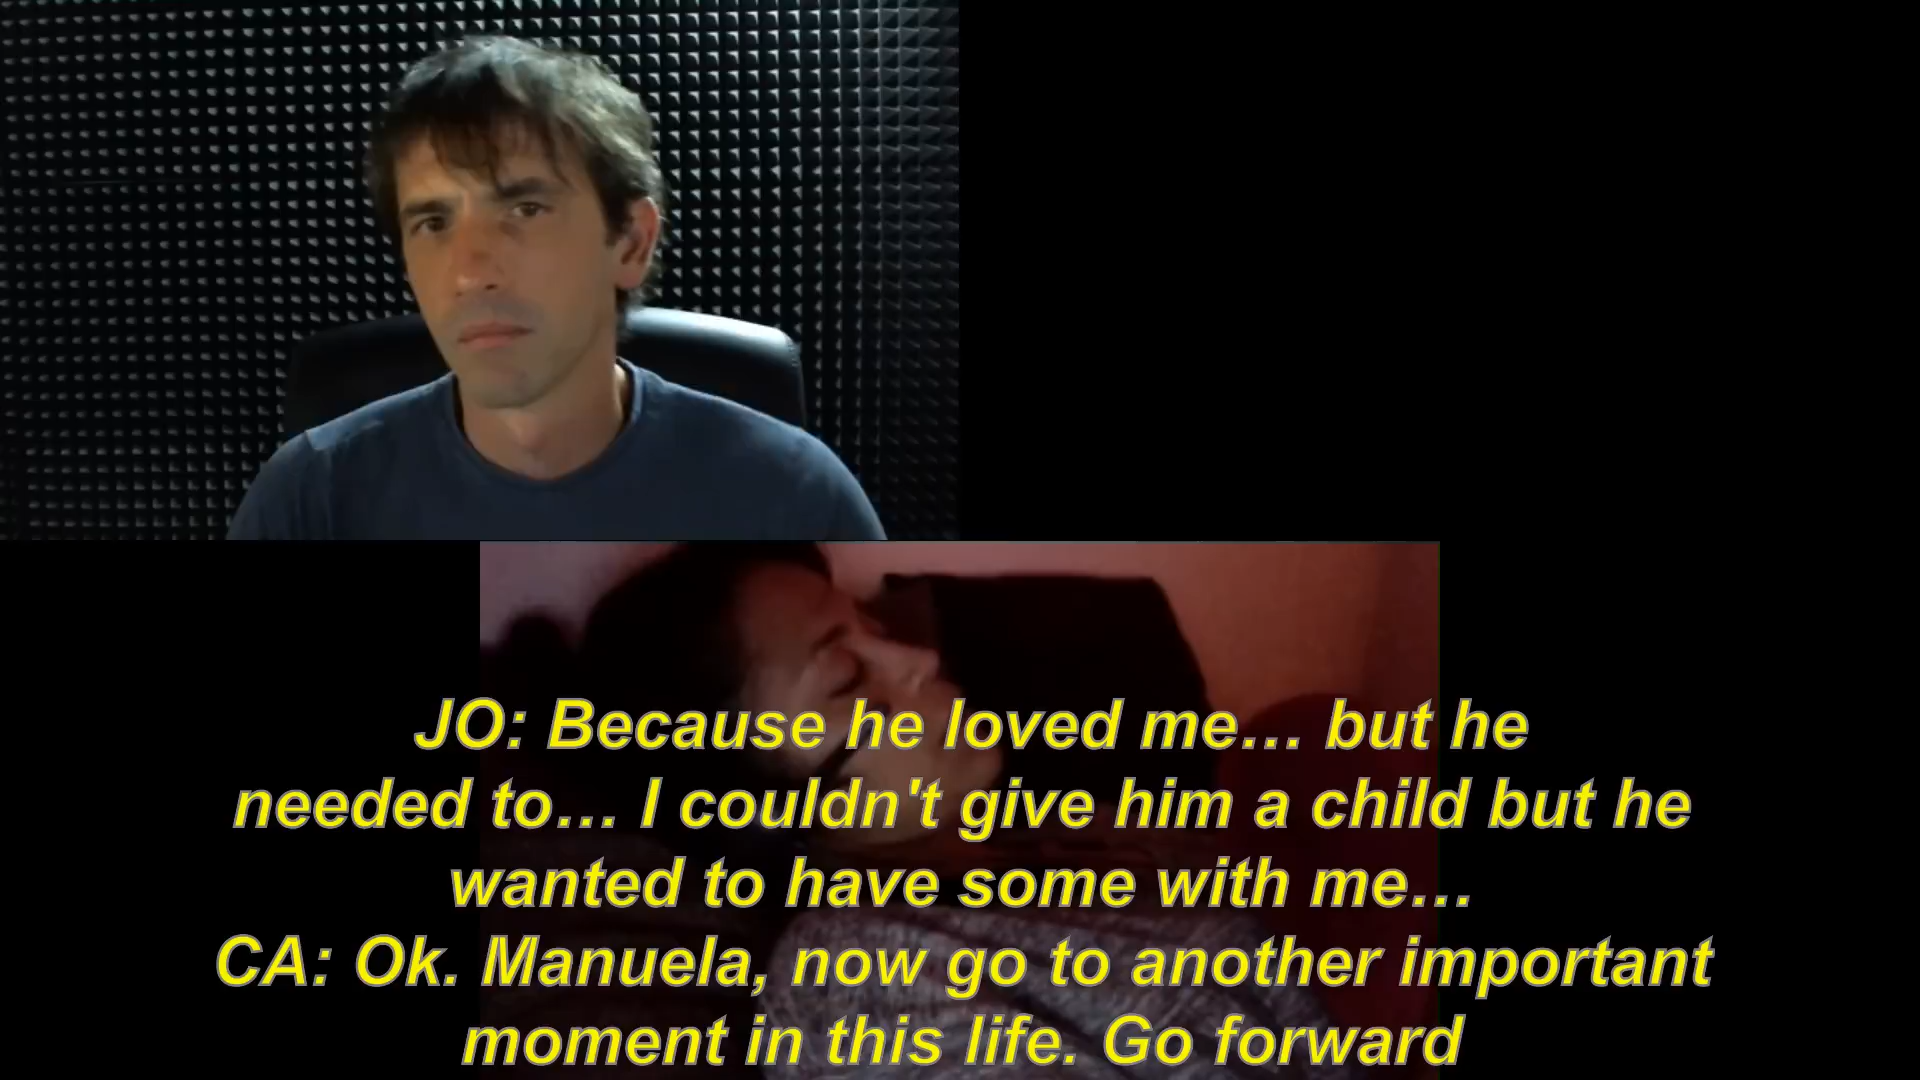 JO: Because he loved me... but he
needed to... I couldn't give him a child but he
wanted to have some with me...
CA: Ok. Manuela, now go to another important
moment in this life. Go forward